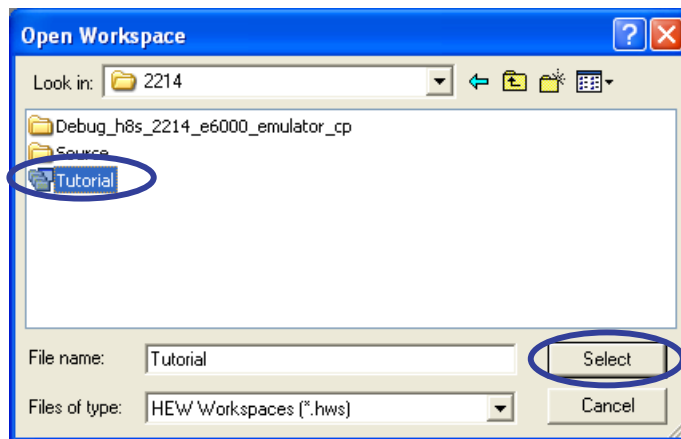 Open Workspace
Look in: 2214
Debug_h8s_2214_e6000_emulator_cp
Source
Tutorial
File name: Tutorial Select
Files of type: HEW Workspaces (*.hws) Cancel